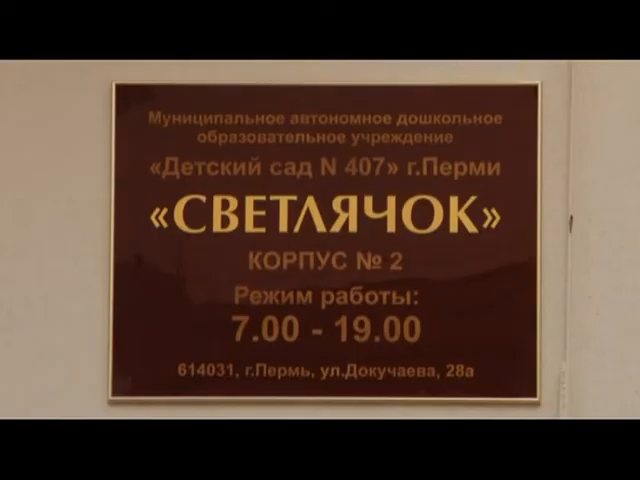 Муниципальное автономное дошкольное
образовательное учреждение
«Детский сад N 407» г.Перми
«СВЕТЛЯЧОК»
КОРПУС № 2
Режим работы:
7.00 - 19.00
614031, г.Пермь, ул.Докучаева, 28а